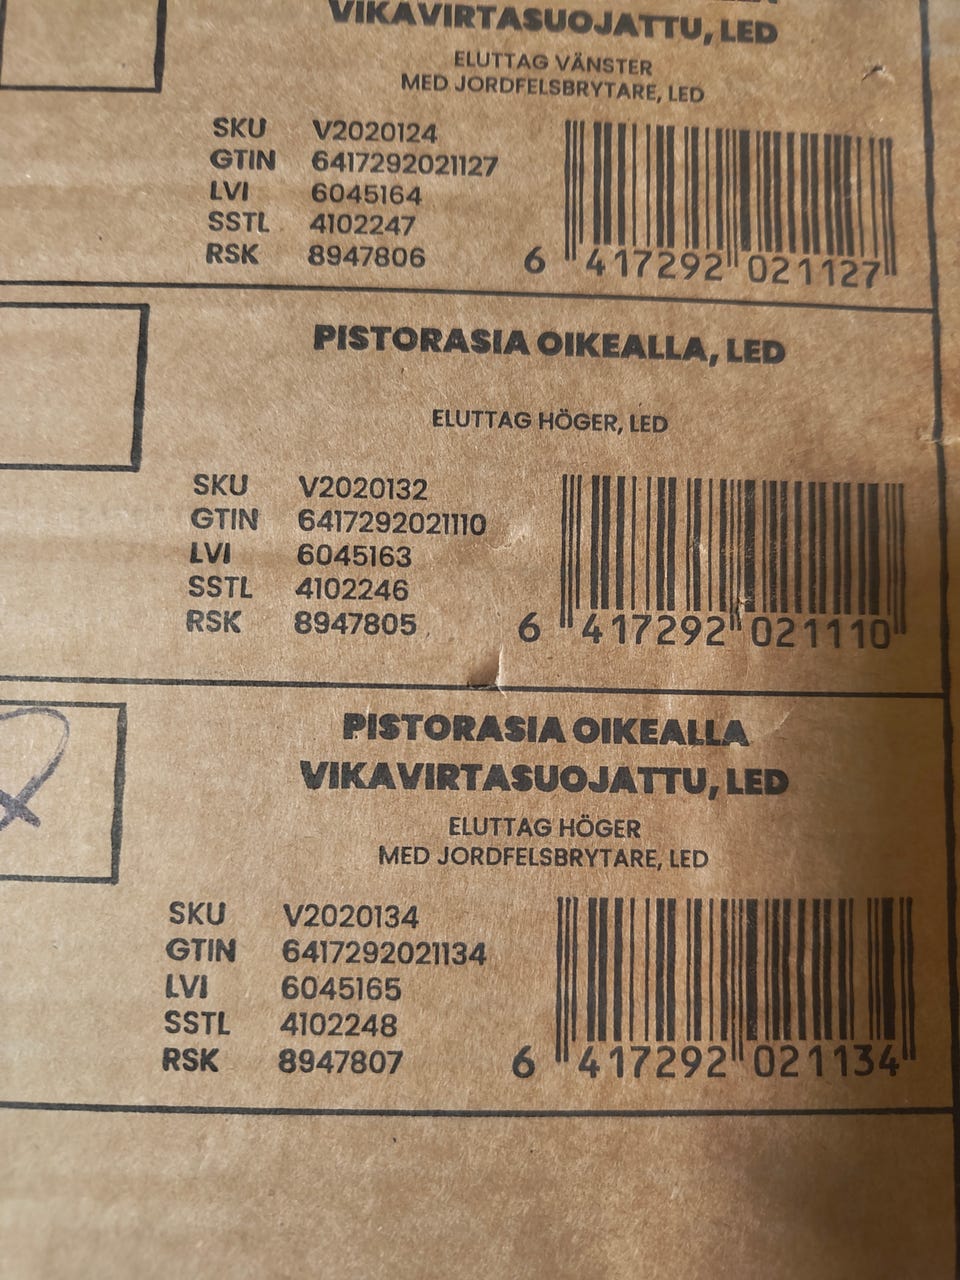 VIKAVIRTASUOJATTU, LED
ELUTTAG VÄNSTER
MED JORDFELSBRYTARE, LED
SKU V2020124
GTIN 6417292021127
LVI 6045164
SSTL 4102247
RSK 8947806
6 417292 021127
PISTORASIA OIKEALLA, LED
ELUTTAG HÖGER, LED
SKU V2020132
GTIN 6417292021110
LVI 6045163
SSTL 4102246
RSK 8947805
6 417292 021110
PISTORASIA OIKEALLA
VIKAVIRTASUOJATTU, LED
ELUTTAG HÖGER
MED JORDFELSBRYTARE, LED
SKU V2020134
GTIN 6417292021134
LVI 6045165
SSTL 4102248
RSK 8947807
6 417292 021134